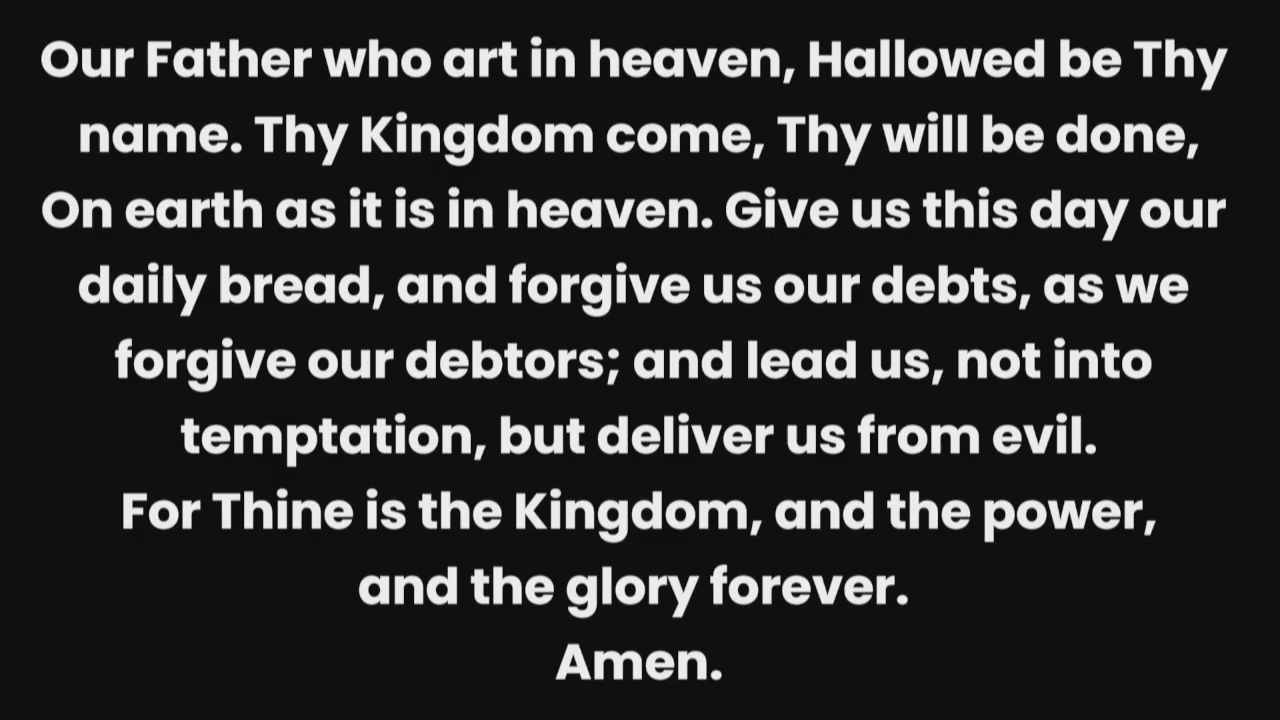 Our Father who art in heaven, Hallowed be Thy
name. Thy Kingdom come, Thy will be done,
On earth as it is in heaven. Give us this day our
daily bread, and forgive us our debts, as we
forgive our debtors; and lead us, not into
temptation, but deliver us from evil.
For Thine is the Kingdom, and the power,
and the glory forever.
Amen.